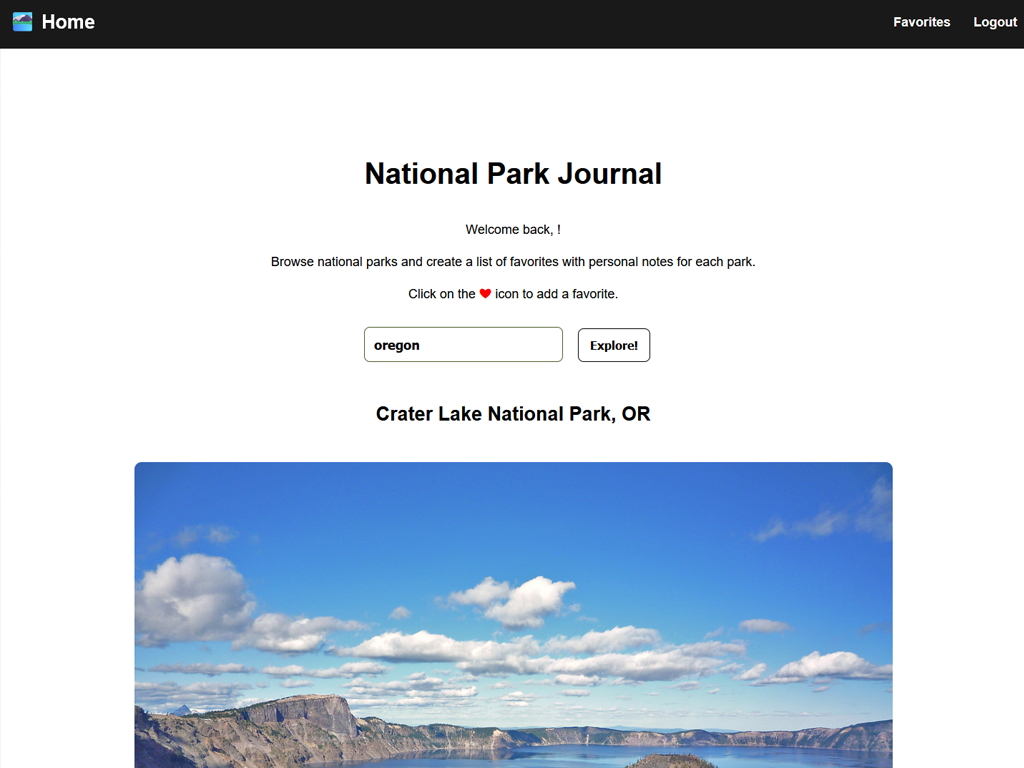 Home
Favorites
Logout
National Park Journal
Welcome back, !
Browse national parks and create a list of favorites with personal notes for each park.
Click on the ❤ icon to add a favorite.
oregon
Explore!
Crater Lake National Park, OR